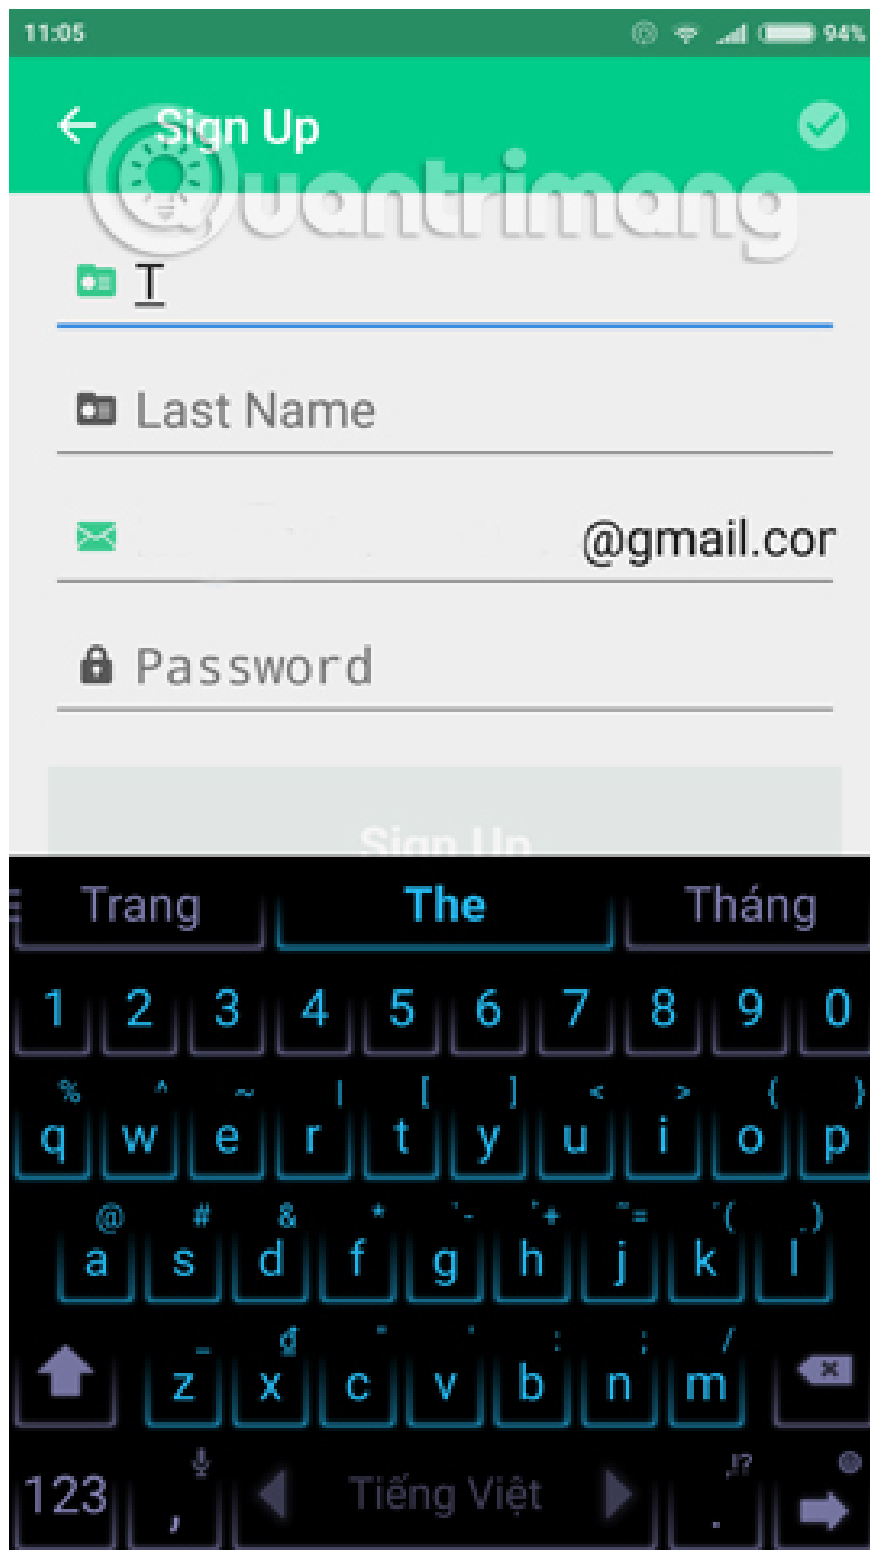 11:05 94%
Sign Up
Quantrimang
T
Last Name
@gmail.com
Password
Sign Up
Trang The Tháng
1 2 3 4 5 6 7 8 9 0
% ^ ~ | [ ] < > { }
q w e r t y u i o p
@ # & * - + = ( )
a s d f g h j k l
_ ₫ " ' : ; /
z x c v b n m
,!?
123 , Tiếng Việt .